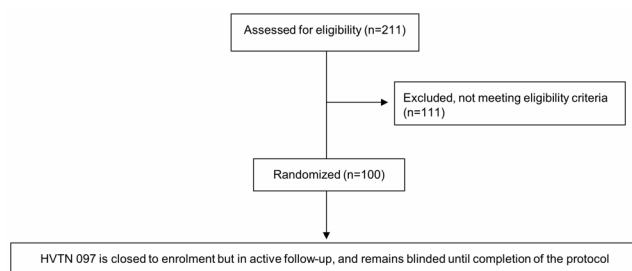 Assessed for eligibility (n=211)
Excluded, not meeting eligibility criteria
(n=111)
Randomized (n=100)
HVTN 097 is closed to enrolment but in active follow-up, and remains blinded until completion of the protocol